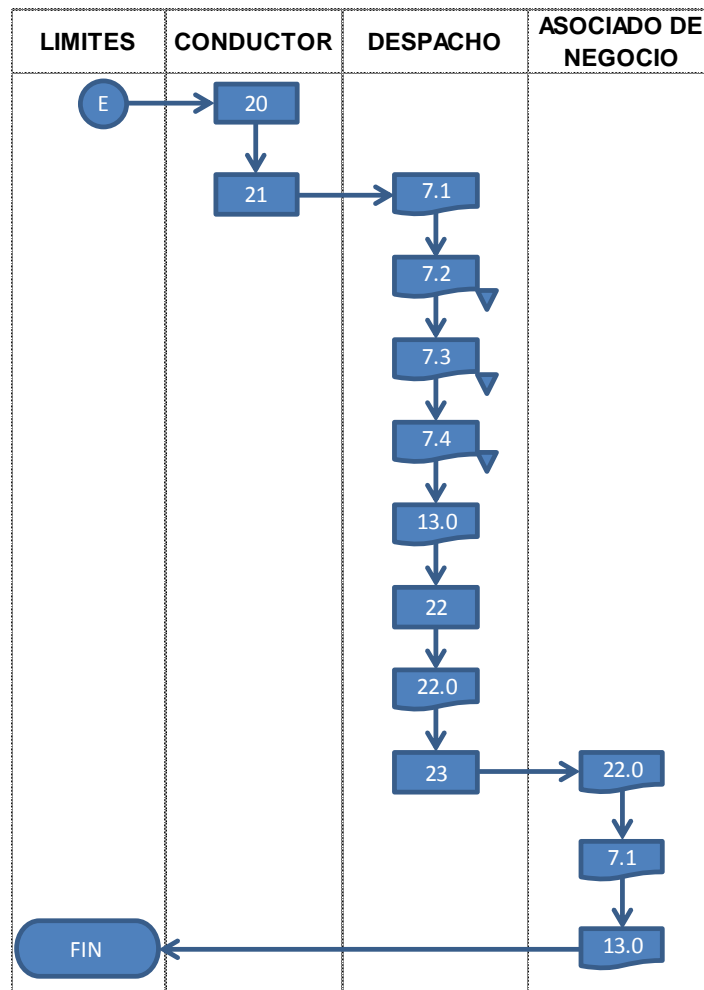 LIMITES
CONDUCTOR
DESPACHO
ASOCIADO DE
NEGOCIO
E
20
21
7.1
7.2
7.3
7.4
13.0
22
22.0
23
22.0
7.1
FIN
13.0